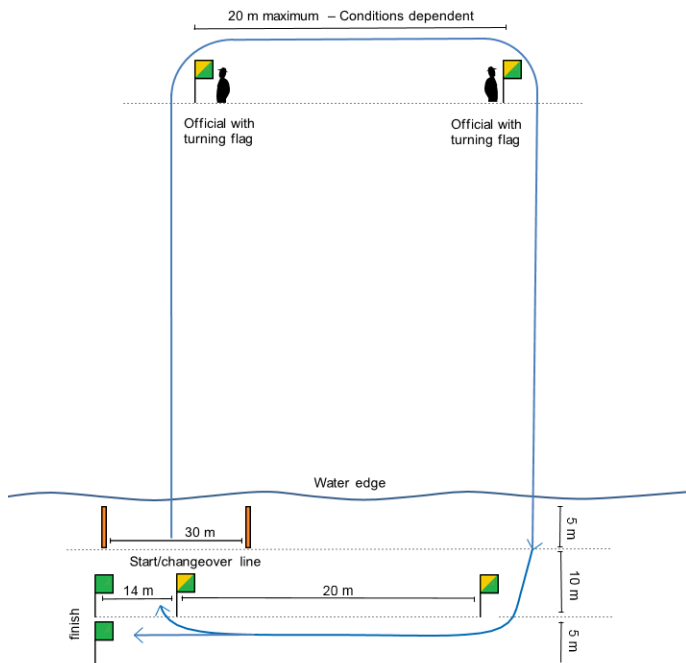 20 m maximum – Conditions dependent
Official with
turning flag
Official with
turning flag
Water edge
30 m
5 m
Start/changeover line
14 m
20 m
10 m
finish
5 m